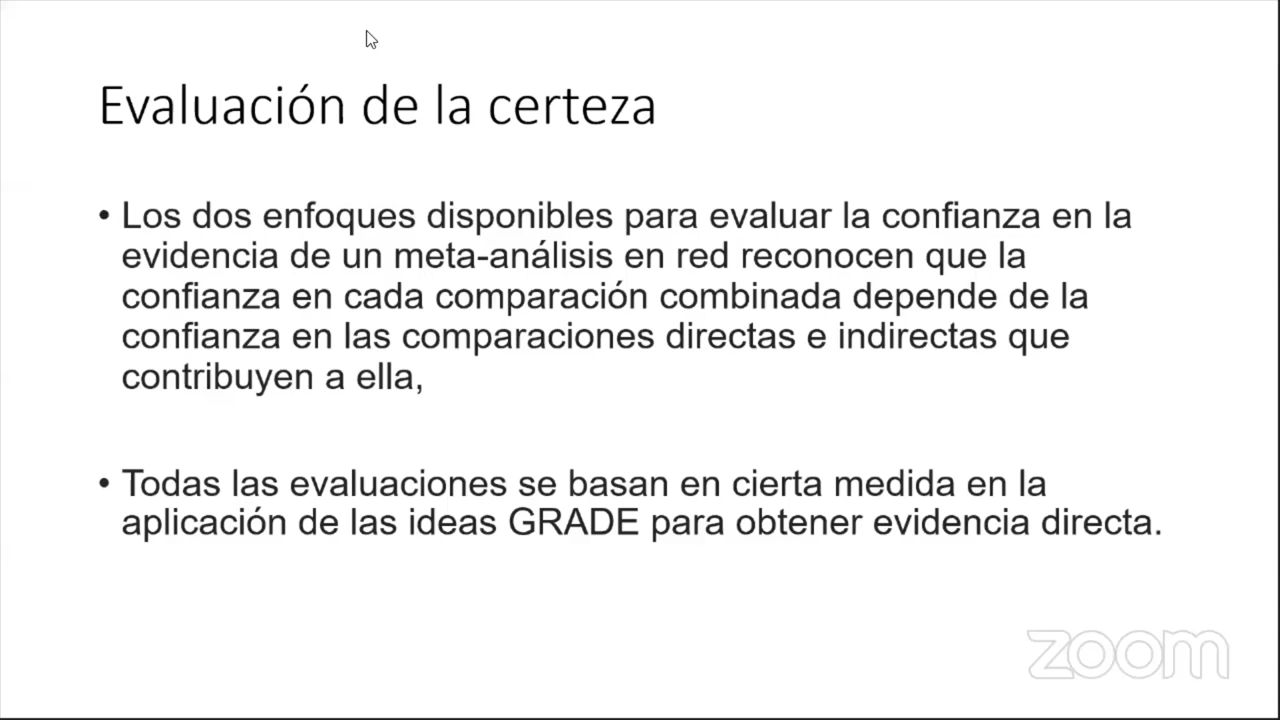 Evaluación de la certeza
• Los dos enfoques disponibles para evaluar la confianza en la
evidencia de un meta-análisis en red reconocen que la
confianza en cada comparación combinada depende de la
confianza en las comparaciones directas e indirectas que
contribuyen a ella,
• Todas las evaluaciones se basan en cierta medida en la
aplicación de las ideas GRADE para obtener evidencia directa.
zoom